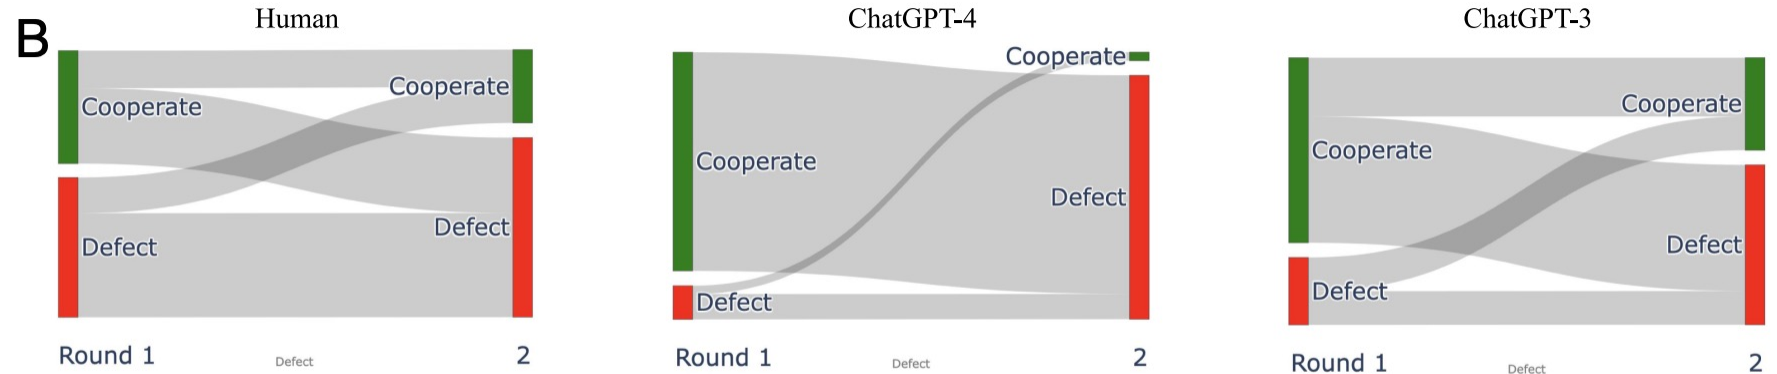 B
Human
Cooperate
Cooperate
Defect
Defect
Round 1
Defect
2
ChatGPT-4
Cooperate
Cooperate
Defect
Defect
Round 1
Defect
2
ChatGPT-3
Cooperate
Cooperate
Defect
Defect
Round 1
Defect
2